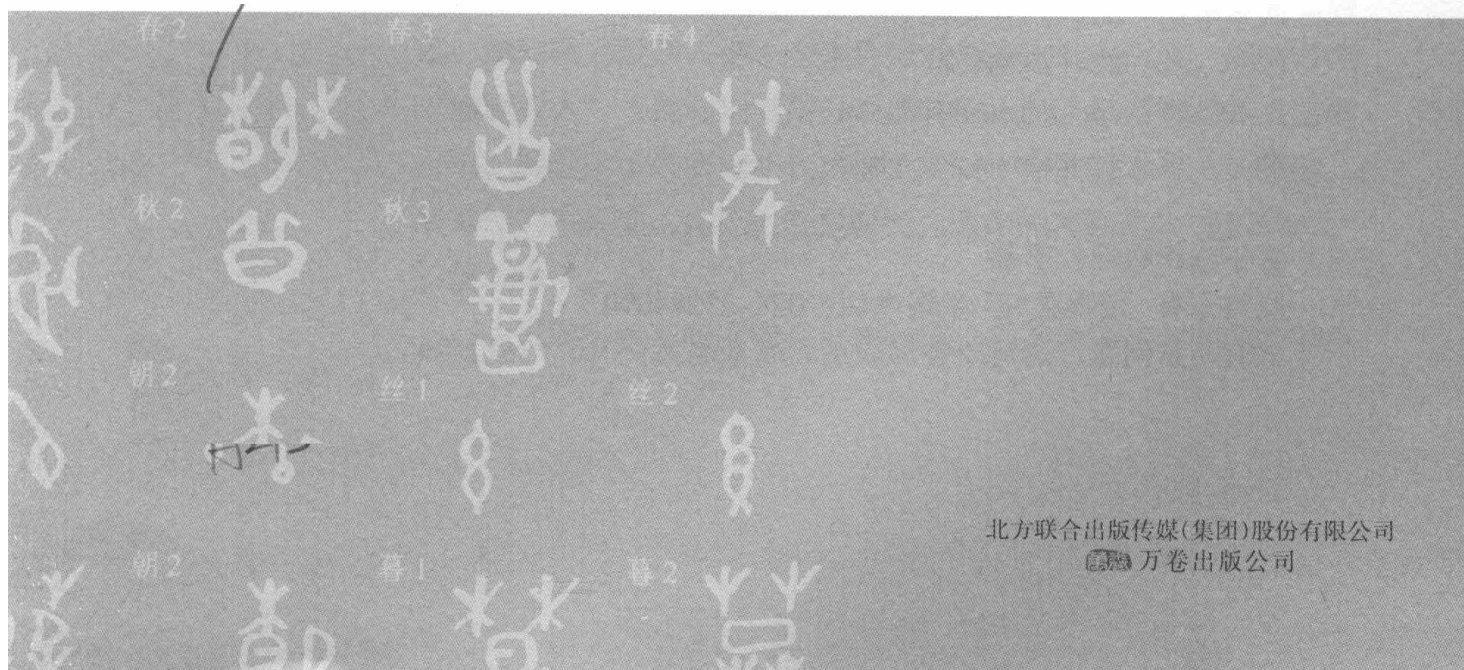 春2 春3 春4
秋2 秋3
朝2 丝1 丝2
北方联合出版传媒(集团)股份有限公司
万卷出版公司
朝2 暮1 暮2